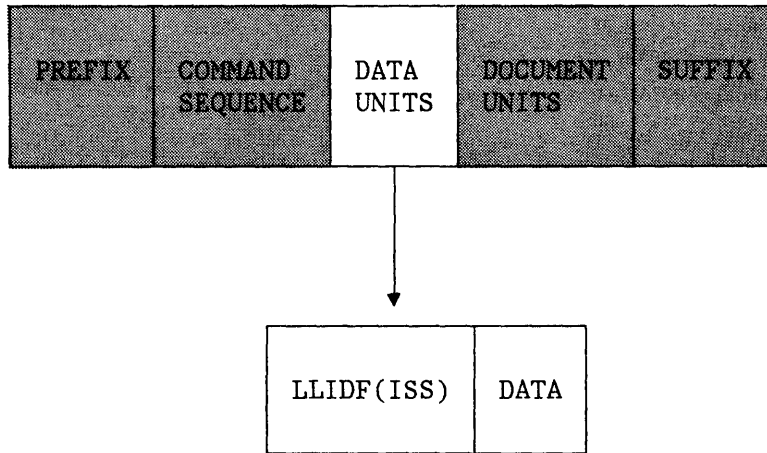 PREFIX
COMMAND
SEQUENCE
DATA
UNITS
DOCUMENT
UNITS
SUFFIX
LLIDF(ISS)
DATA